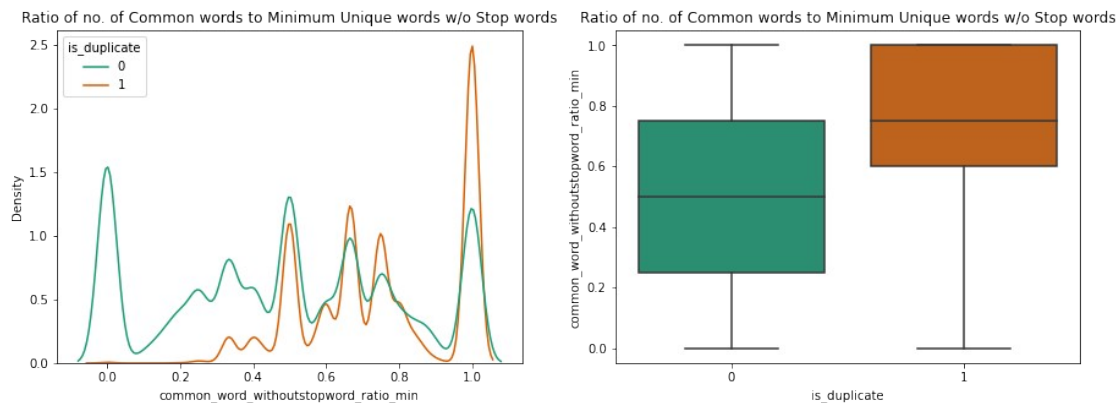 Ratio of no. of Common words to Minimum Unique words w/o Stop words
2.5
2.0
1.5
1.0
0.5
0.0
Density
is_duplicate
0
1
0.0 0.2 0.4 0.6 0.8 1.0
common_word_withoutstopword_ratio_min
Ratio of no. of Common words to Minimum Unique words w/o Stop words
1.0
0.8
0.6
0.4
0.2
0.0
common_word_withoutstopword_ratio_min
0 1
is_duplicate